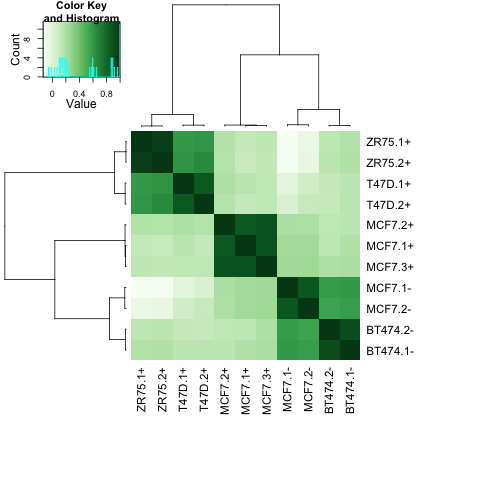 Color Key
and Histogram
Count
0 4 8
0 0.4 0.8
Value
ZR75.1+
ZR75.2+
T47D.1+
T47D.2+
MCF7.2+
MCF7.1+
MCF7.3+
MCF7.1-
MCF7.2-
BT474.2-
BT474.1-
ZR75.1+
ZR75.2+
T47D.1+
T47D.2+
MCF7.2+
MCF7.1+
MCF7.3+
MCF7.1-
MCF7.2-
BT474.2-
BT474.1-